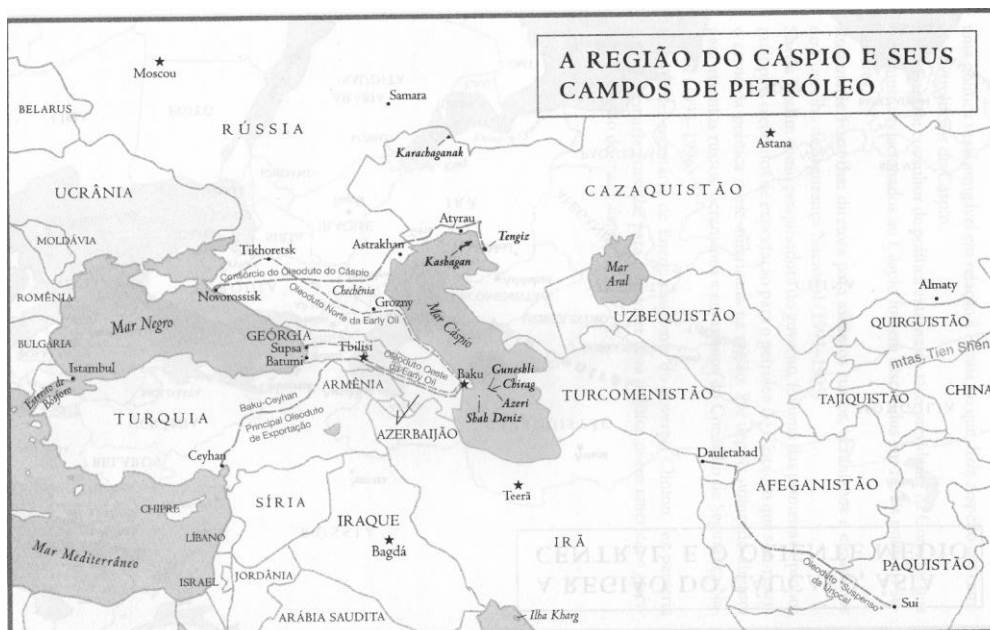 A REGIÃO DO CÁSPIO E SEUS
CAMPOS DE PETRÓLEO
Moscou
BELARUS
Samara
RÚSSIA
Karachaganak
Astana
UCRÂNIA
CAZAQUISTÃO
MOLDÁVIA
Atyrau
Tengiz
Tikhoretsk
Astrakhan
Kashagan
Consórcio do Oleoduto do Cáspio
Mar
Aral
ROMÊNIA
Novorossisk
Chechênia
Oleoduto Norte da Early Oil
Grozny
Almaty
Mar Negro
Mar Cáspio
UZBEQUISTÃO
QUIRGUISTÃO
BULGÁRIA
GEÓRGIA
Supsa
Tbilisi
Batumi
mtas. Tien Shen
Istambul
Estreito de
Bósforo
Oleoduto Oeste
da Early Oil
Baku
Guneshli
Chirag
Azeri
Shah Deniz
ARMÊNIA
TURCOMENISTÃO
TAJIQUISTÃO
CHINA
TURQUIA
Baku-Ceyhan
Principal Oleoduto
de Exportação
AZERBAIJÃO
Ceyhan
Dauletabad
Teerã
AFEGANISTÃO
CHIPRE
SÍRIA
IRAQUE
Bagdá
IRÃ
LÍBANO
Mar Mediterrâneo
PAQUISTÃO
ISRAEL
JORDÂNIA
Oleoduto "Suspenso"
da Unocal
Sui
ARÁBIA SAUDITA
Ilha Kharg